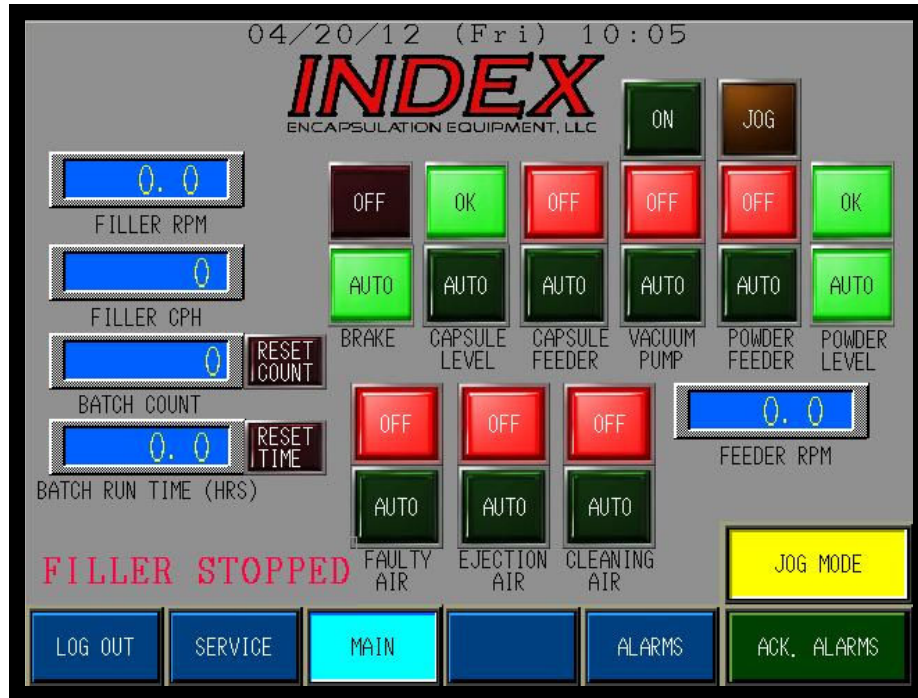 04/20/12 (Fri) 10:05
INDEX
ENCAPSULATION EQUIPMENT, LLC
ON
JOG
0.0
FILLER RPM
OFF
OK
OFF
OFF
OFF
OK
0
FILLER CPH
AUTO
AUTO
AUTO
AUTO
AUTO
AUTO
BRAKE
CAPSULE
LEVEL
CAPSULE
FEEDER
VACUUM
PUMP
POWDER
FEEDER
POWDER
LEVEL
0
RESET
COUNT
BATCH COUNT
OFF
OFF
OFF
0.0
FEEDER RPM
0.0
RESET
TIME
BATCH RUN TIME (HRS)
AUTO
AUTO
AUTO
FAULTY
AIR
EJECTION
AIR
CLEANING
AIR
FILLER STOPPED
JOG MODE
LOG OUT
SERVICE
MAIN
ALARMS
ACK. ALARMS